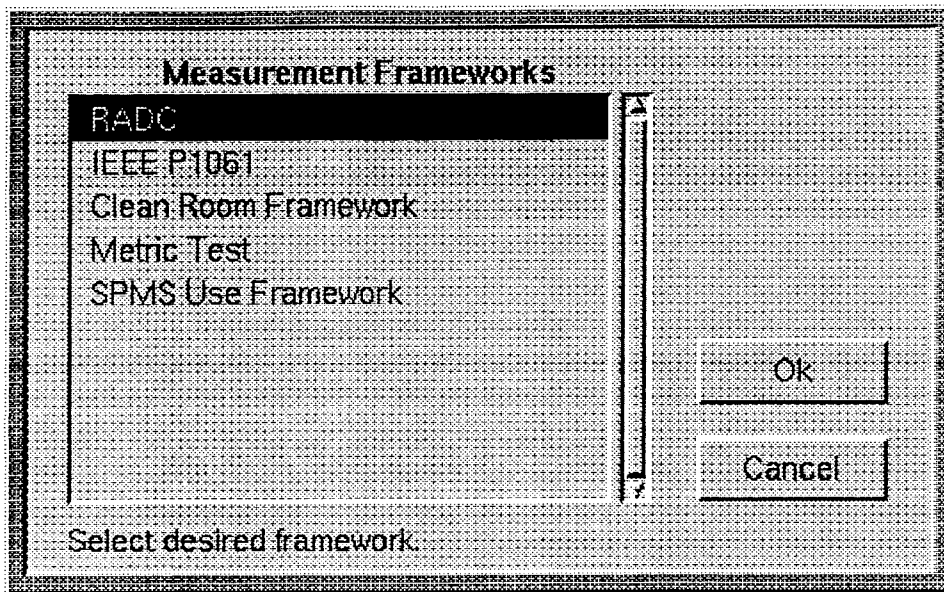 Measurement Frameworks
RADC
IEEE P1061
Clean Room Framework
Metric Test
SPMS Use Framework
Ok
Cancel
Select desired framework.